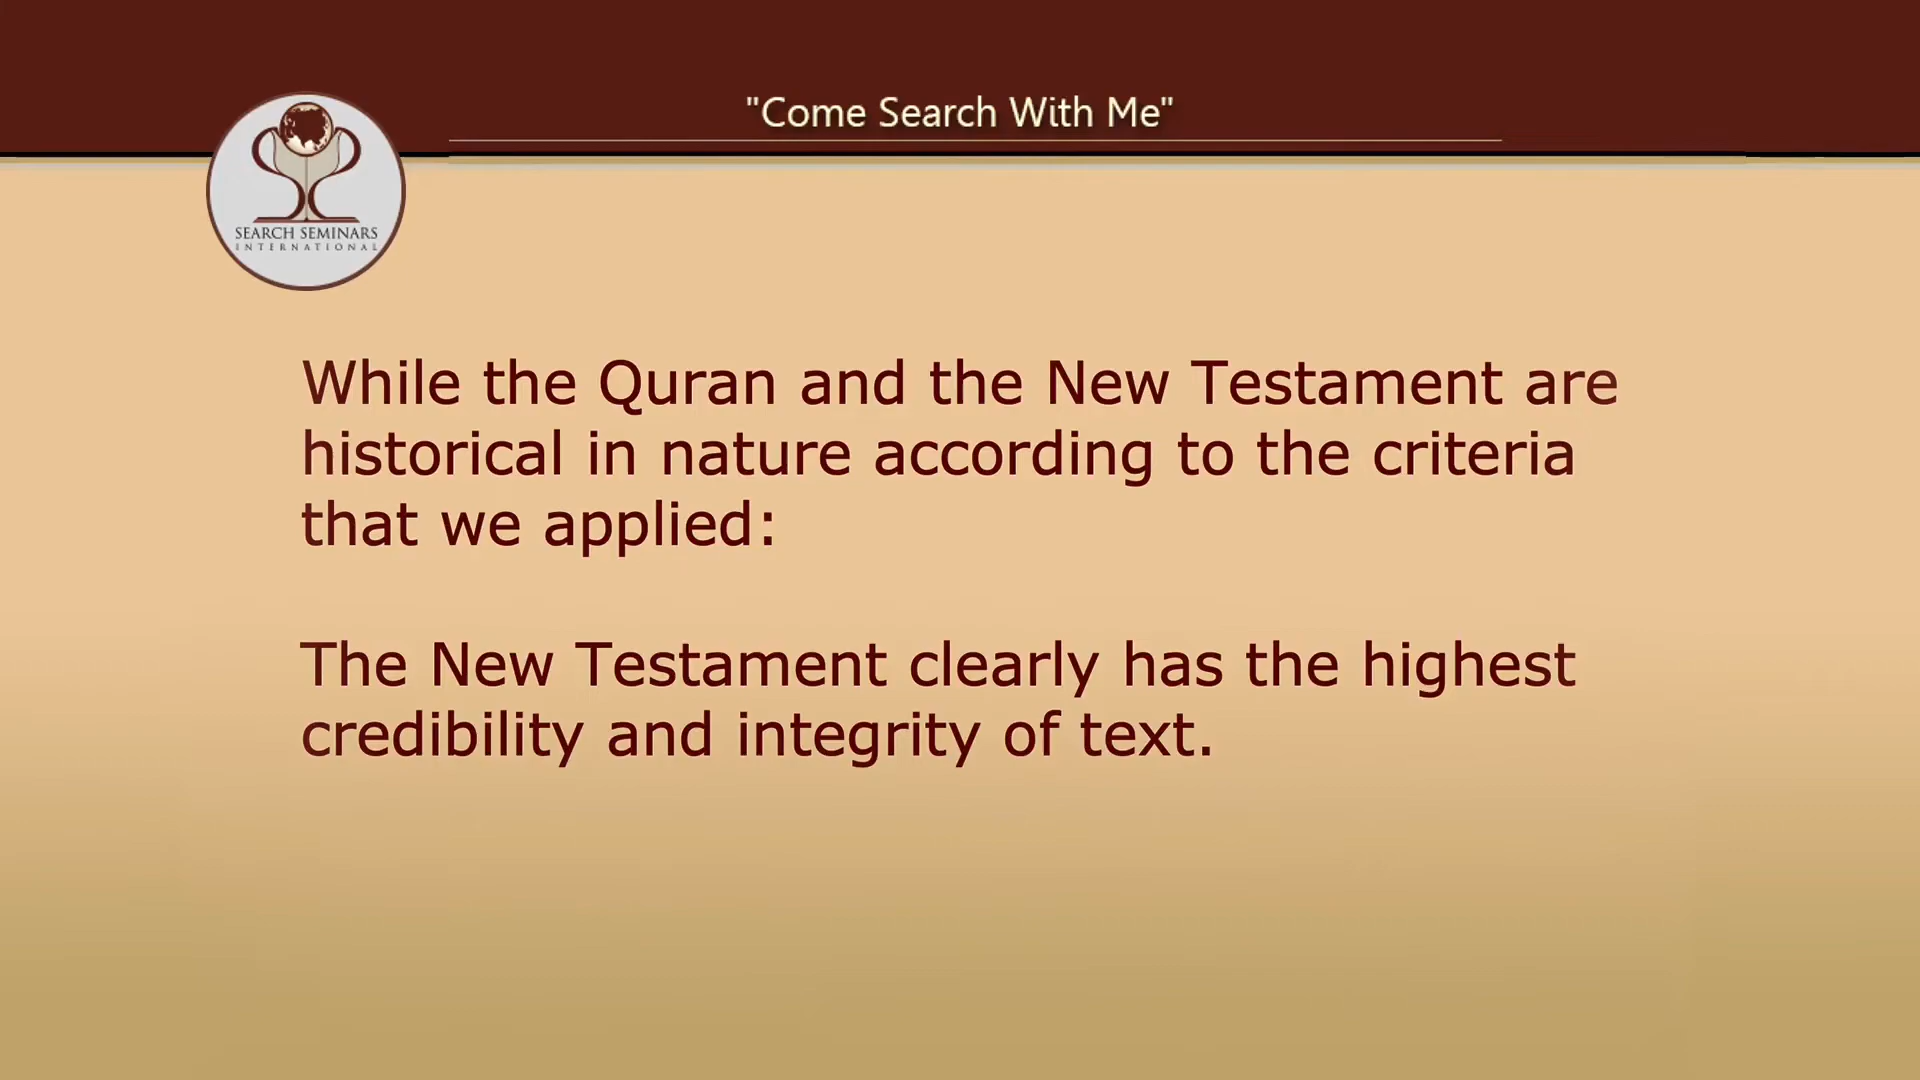 "Come Search With Me"
SEARCH SEMINARS
INTERNATIONAL
While the Quran and the New Testament are
historical in nature according to the criteria
that we applied:
The New Testament clearly has the highest
credibility and integrity of text.